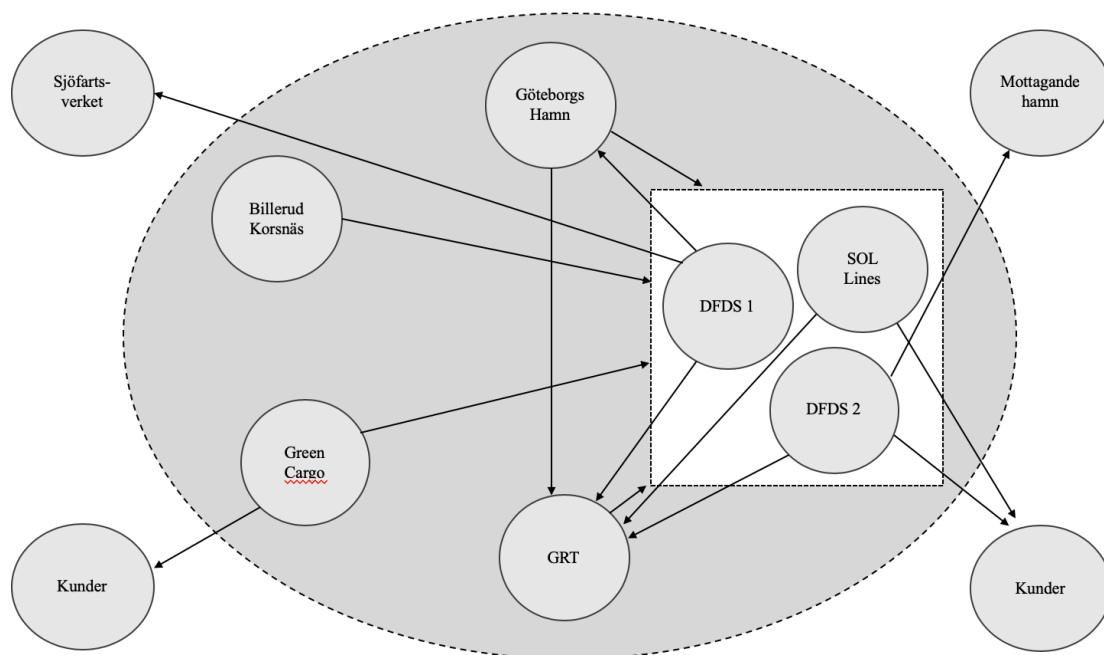 Sjöfarts-
verket
Göteborgs
Hamn
Mottagande
hamn
Billerud
Korsnäs
SOL
Lines
DFDS 1
DFDS 2
Green
Cargo
GRT
Kunder
Kunder